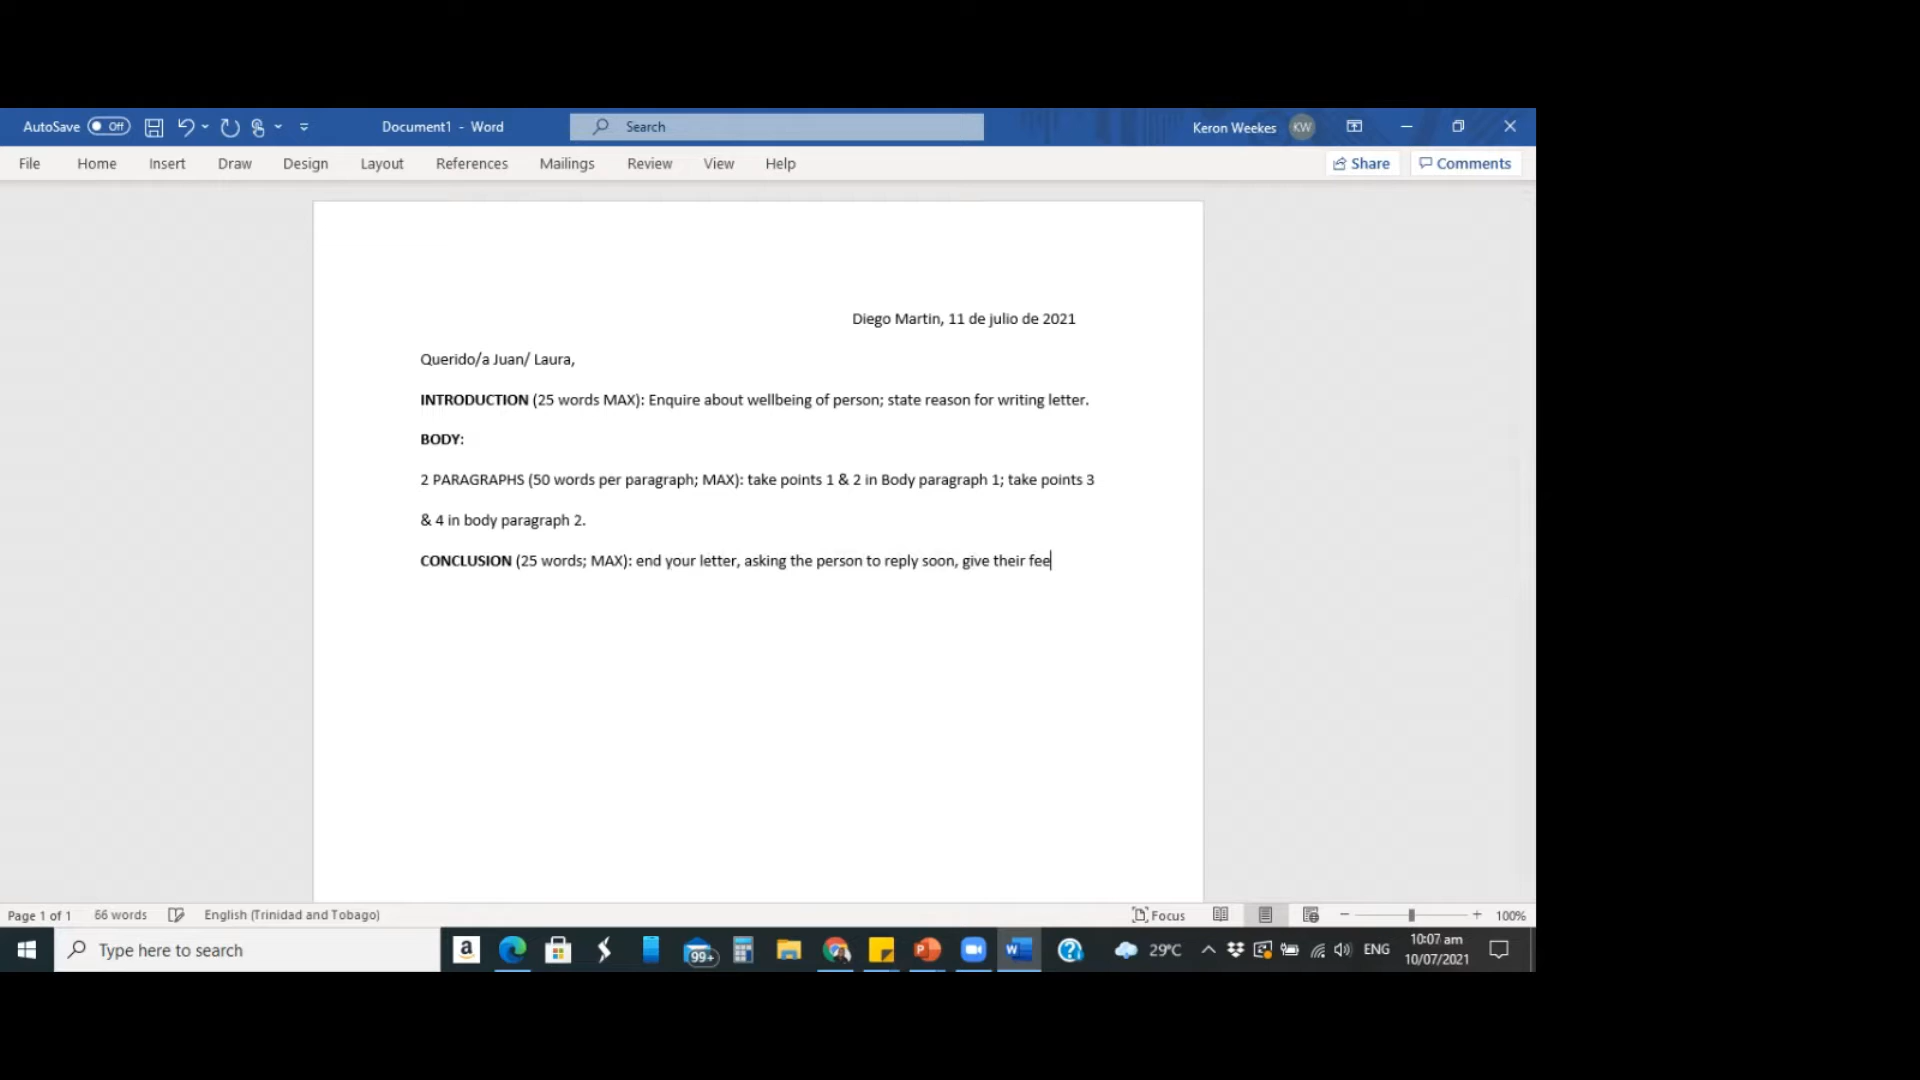 AutoSave Off Document1 - Word Search Keron Weekes KW
File Home Insert Draw Design Layout References Mailings Review View Help Share Comments
Diego Martin, 11 de julio de 2021
Querido/a Juan/ Laura,
INTRODUCTION (25 words MAX): Enquire about wellbeing of person; state reason for writing letter.
BODY:
2 PARAGRAPHS (50 words per paragraph; MAX): take points 1 & 2 in Body paragraph 1; take points 3
& 4 in body paragraph 2.
CONCLUSION (25 words; MAX): end your letter, asking the person to reply soon, give their fee
Page 1 of 1 66 words English (Trinidad and Tobago) Focus 100%
Type here to search a 99+ P W ? 29°C ENG 10:07 am
10/07/2021